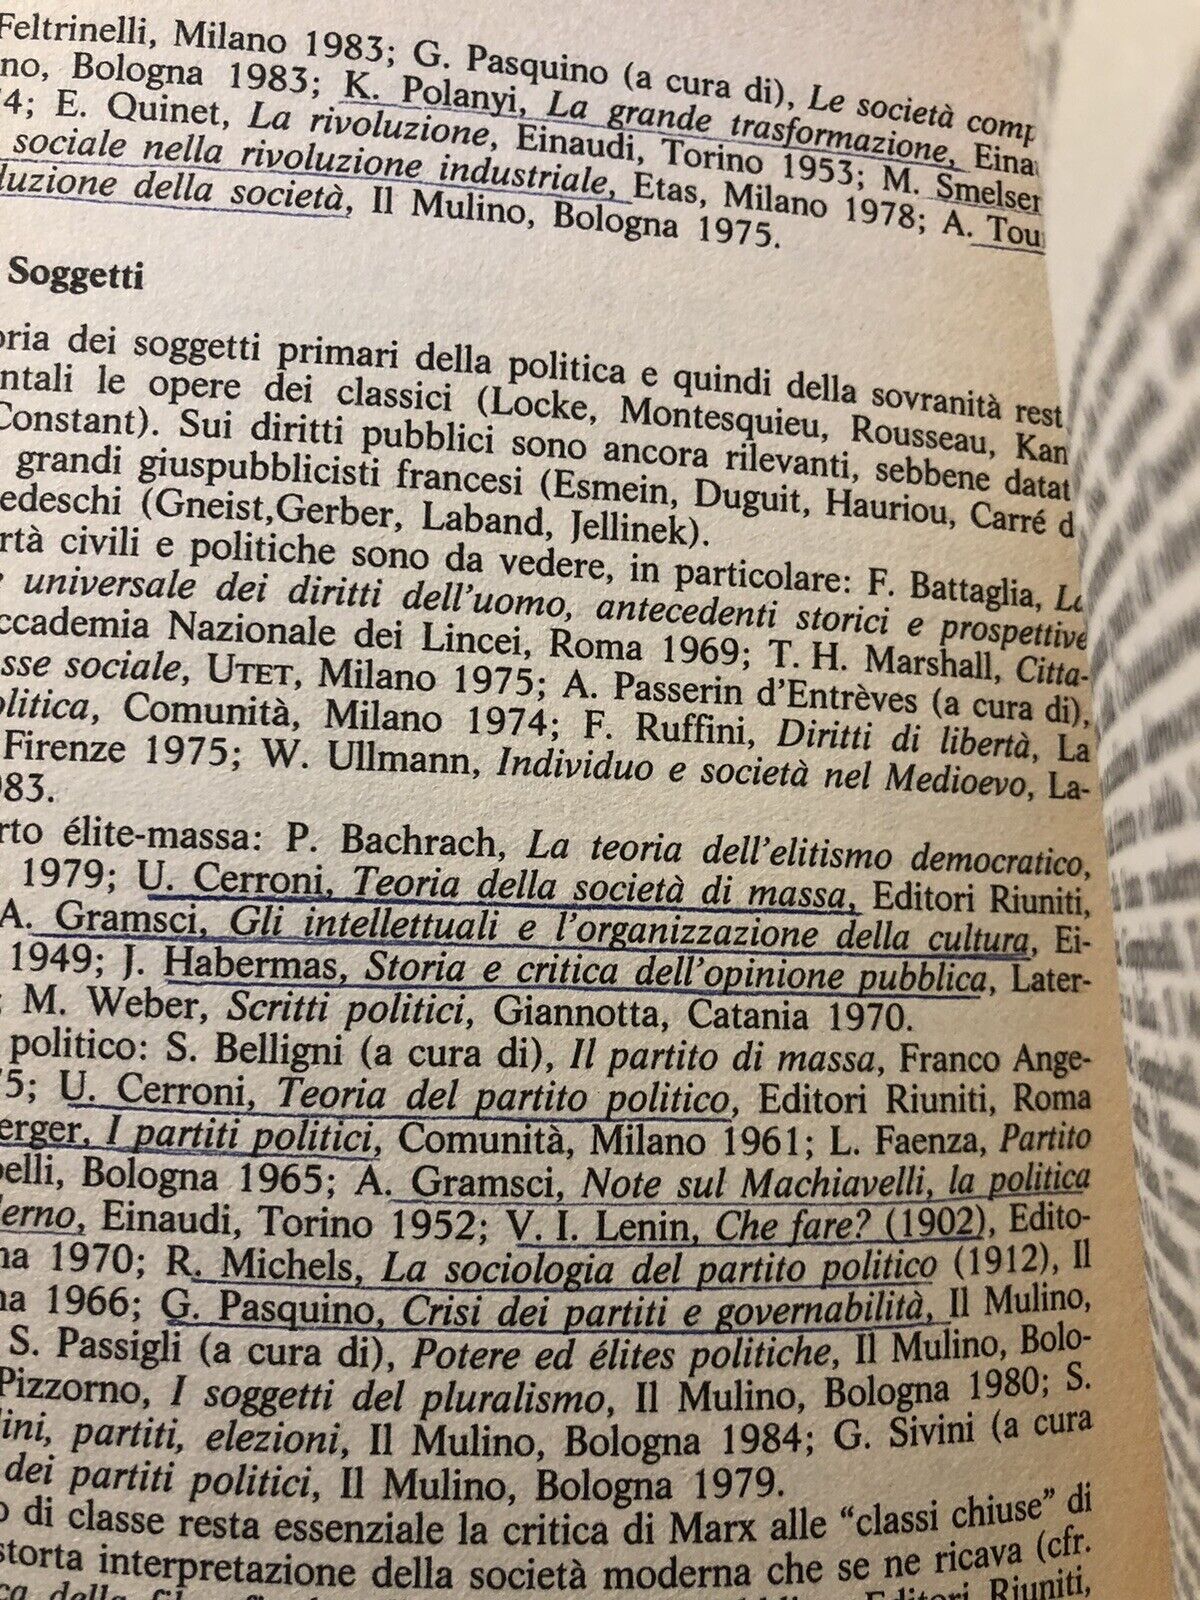 Feltrinelli, Milano 1983; G. Pasquino (a cura di), Le società comp
no, Bologna 1983; K. Polanyi, La grande trasformazione, Eina
4; E. Quinet, La rivoluzione, Einaudi, Torino 1953; M. Smelser
sociale nella rivoluzione industriale, Etas, Milano 1978; A. Tou
luzione della società, Il Mulino, Bologna 1975.
Soggetti
oria dei soggetti primari della politica e quindi della sovranità rest
ntali le opere dei classici (Locke, Montesquieu, Rousseau, Kan
Constant). Sui diritti pubblici sono ancora rilevanti, sebbene datat
grandi giuspubblicisti francesi (Esmein, Duguit, Hauriou, Carré d
edeschi (Gneist,Gerber, Laband, Jellinek).
rtà civili e politiche sono da vedere, in particolare: F. Battaglia, Le
universale dei diritti dell'uomo, antecedenti storici e prospettive
ccademia Nazionale dei Lincei, Roma 1969; T. H. Marshall, Citta-
sse sociale, UTET, Milano 1975; A. Passerin d'Entrèves (a cura di),
olitica, Comunità, Milano 1974; F. Ruffini, Diritti di libertà, La
Firenze 1975; W. Ullmann, Individuo e società nel Medioevo, La-
983.
rto élite-massa: P. Bachrach, La teoria dell'elitismo democratico,
1979; U. Cerroni, Teoria della società di massa, Editori Riuniti,
A. Gramsci, Gli intellettuali e l'organizzazione della cultura, Ei-
1949; J. Habermas, Storia e critica dell'opinione pubblica, Later-
; M. Weber, Scritti politici, Giannotta, Catania 1970.
politico: S. Belligni (a cura di), Il partito di massa, Franco Ange-
75; U. Cerroni, Teoria del partito politico, Editori Riuniti, Roma
erger, I partiti politici, Comunità, Milano 1961; L. Faenza, Partito
pelli, Bologna 1965; A. Gramsci, Note sul Machiavelli, la politica
derno, Einaudi, Torino 1952; V. I. Lenin, Che fare? (1902), Edito-
na 1970; R. Michels, La sociologia del partito politico (1912), Il
na 1966; G. Pasquino, Crisi dei partiti e governabilità, Il Mulino,
S. Passigli (a cura di), Potere ed élites politiche, Il Mulino, Bolo-
Pizzorno, I soggetti del pluralismo, Il Mulino, Bologna 1980; S.
ini, partiti, elezioni, Il Mulino, Bologna 1984; G. Sivini (a cura
dei partiti politici, Il Mulino, Bologna 1979.
o di classe resta essenziale la critica di Marx alle "classi chiuse" di
storta interpretazione della società moderna che se ne ricava (cfr.
Editori Riuniti,